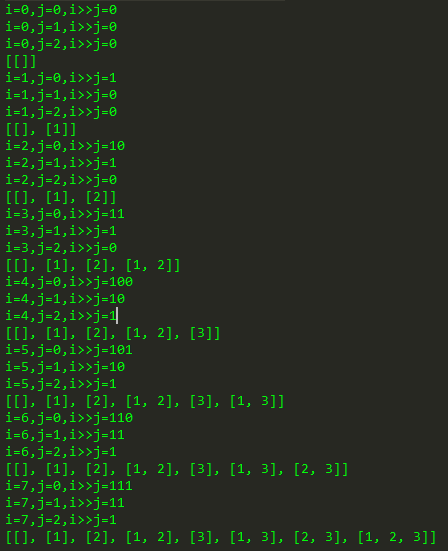 i=0,j=0,i>>j=0
i=0,j=1,i>>j=0
i=0,j=2,i>>j=0
[[]]
i=1,j=0,i>>j=1
i=1,j=1,i>>j=0
i=1,j=2,i>>j=0
[[], [1]]
i=2,j=0,i>>j=10
i=2,j=1,i>>j=1
i=2,j=2,i>>j=0
[[], [1], [2]]
i=3,j=0,i>>j=11
i=3,j=1,i>>j=1
i=3,j=2,i>>j=0
[[], [1], [2], [1, 2]]
i=4,j=0,i>>j=100
i=4,j=1,i>>j=10
i=4,j=2,i>>j=1
[[], [1], [2], [1, 2], [3]]
i=5,j=0,i>>j=101
i=5,j=1,i>>j=10
i=5,j=2,i>>j=1
[[], [1], [2], [1, 2], [3], [1, 3]]
i=6,j=0,i>>j=110
i=6,j=1,i>>j=11
i=6,j=2,i>>j=1
[[], [1], [2], [1, 2], [3], [1, 3], [2, 3]]
i=7,j=0,i>>j=111
i=7,j=1,i>>j=11
i=7,j=2,i>>j=1
[[], [1], [2], [1, 2], [3], [1, 3], [2, 3], [1, 2, 3]]